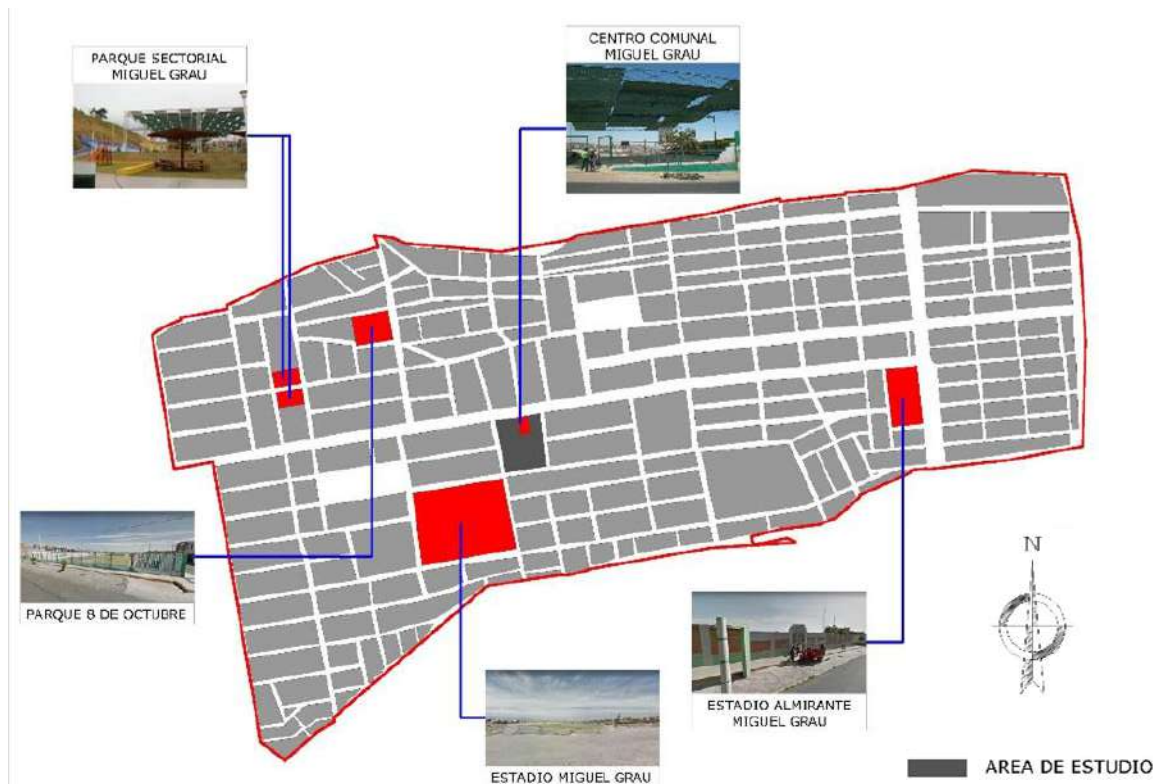 PARQUE SECTORIAL
MIGUEL GRAU
CENTRO COMUNAL
MIGUEL GRAU
PARQUE 8 DE OCTUBRE
N
ESTADIO ALMIRANTE
MIGUEL GRAU
ESTADIO MIGUEL GRAU
AREA DE ESTUDIO